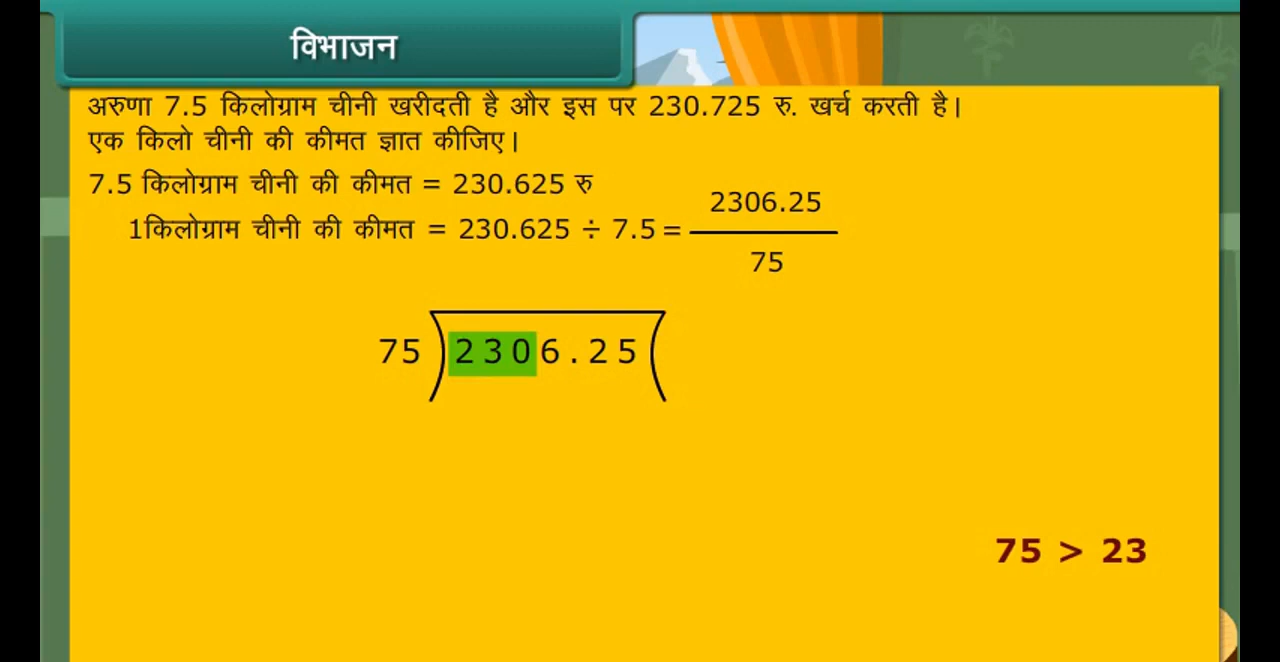 विभाजन
अरुणा 7.5 किलोग्राम चीनी खरीदती है और इस पर 230.725 रु. खर्च करती है।
एक किलो चीनी की कीमत ज्ञात कीजिए।
7.5 किलोग्राम चीनी की कीमत = 230.625 रु
2306.25
1किलोग्राम चीनी की कीमत = 230.625 ÷ 7.5 =
75
75 ) 2306.25 (
75 > 23